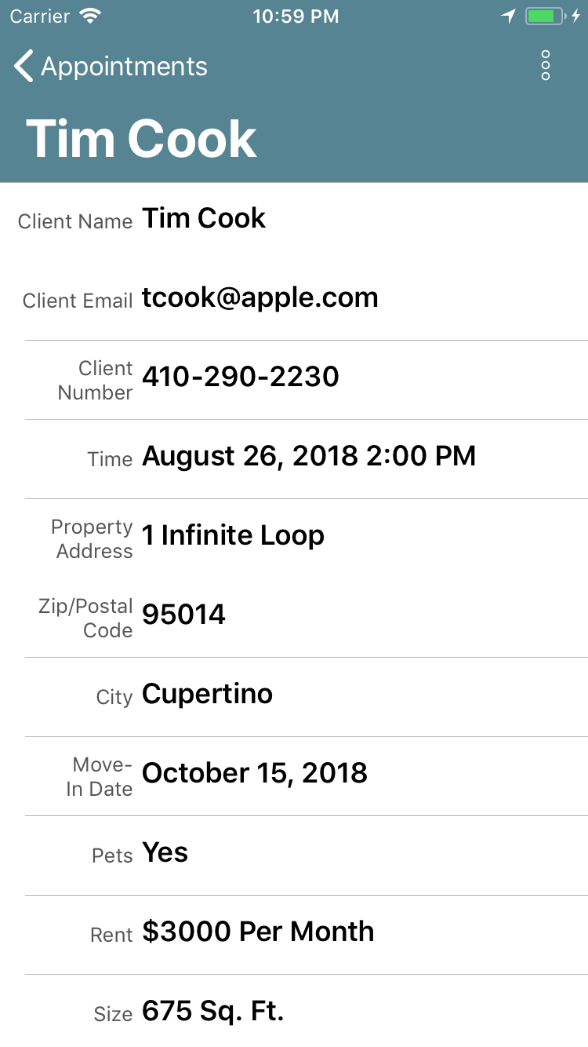 Carrier 10:59 PM
Appointments
Tim Cook
Client Name Tim Cook
Client Email tcook@apple.com
Client
Number 410-290-2230
Time August 26, 2018 2:00 PM
Property
Address 1 Infinite Loop
Zip/Postal
Code 95014
City Cupertino
Move-
In Date October 15, 2018
Pets Yes
Rent $3000 Per Month
Size 675 Sq. Ft.